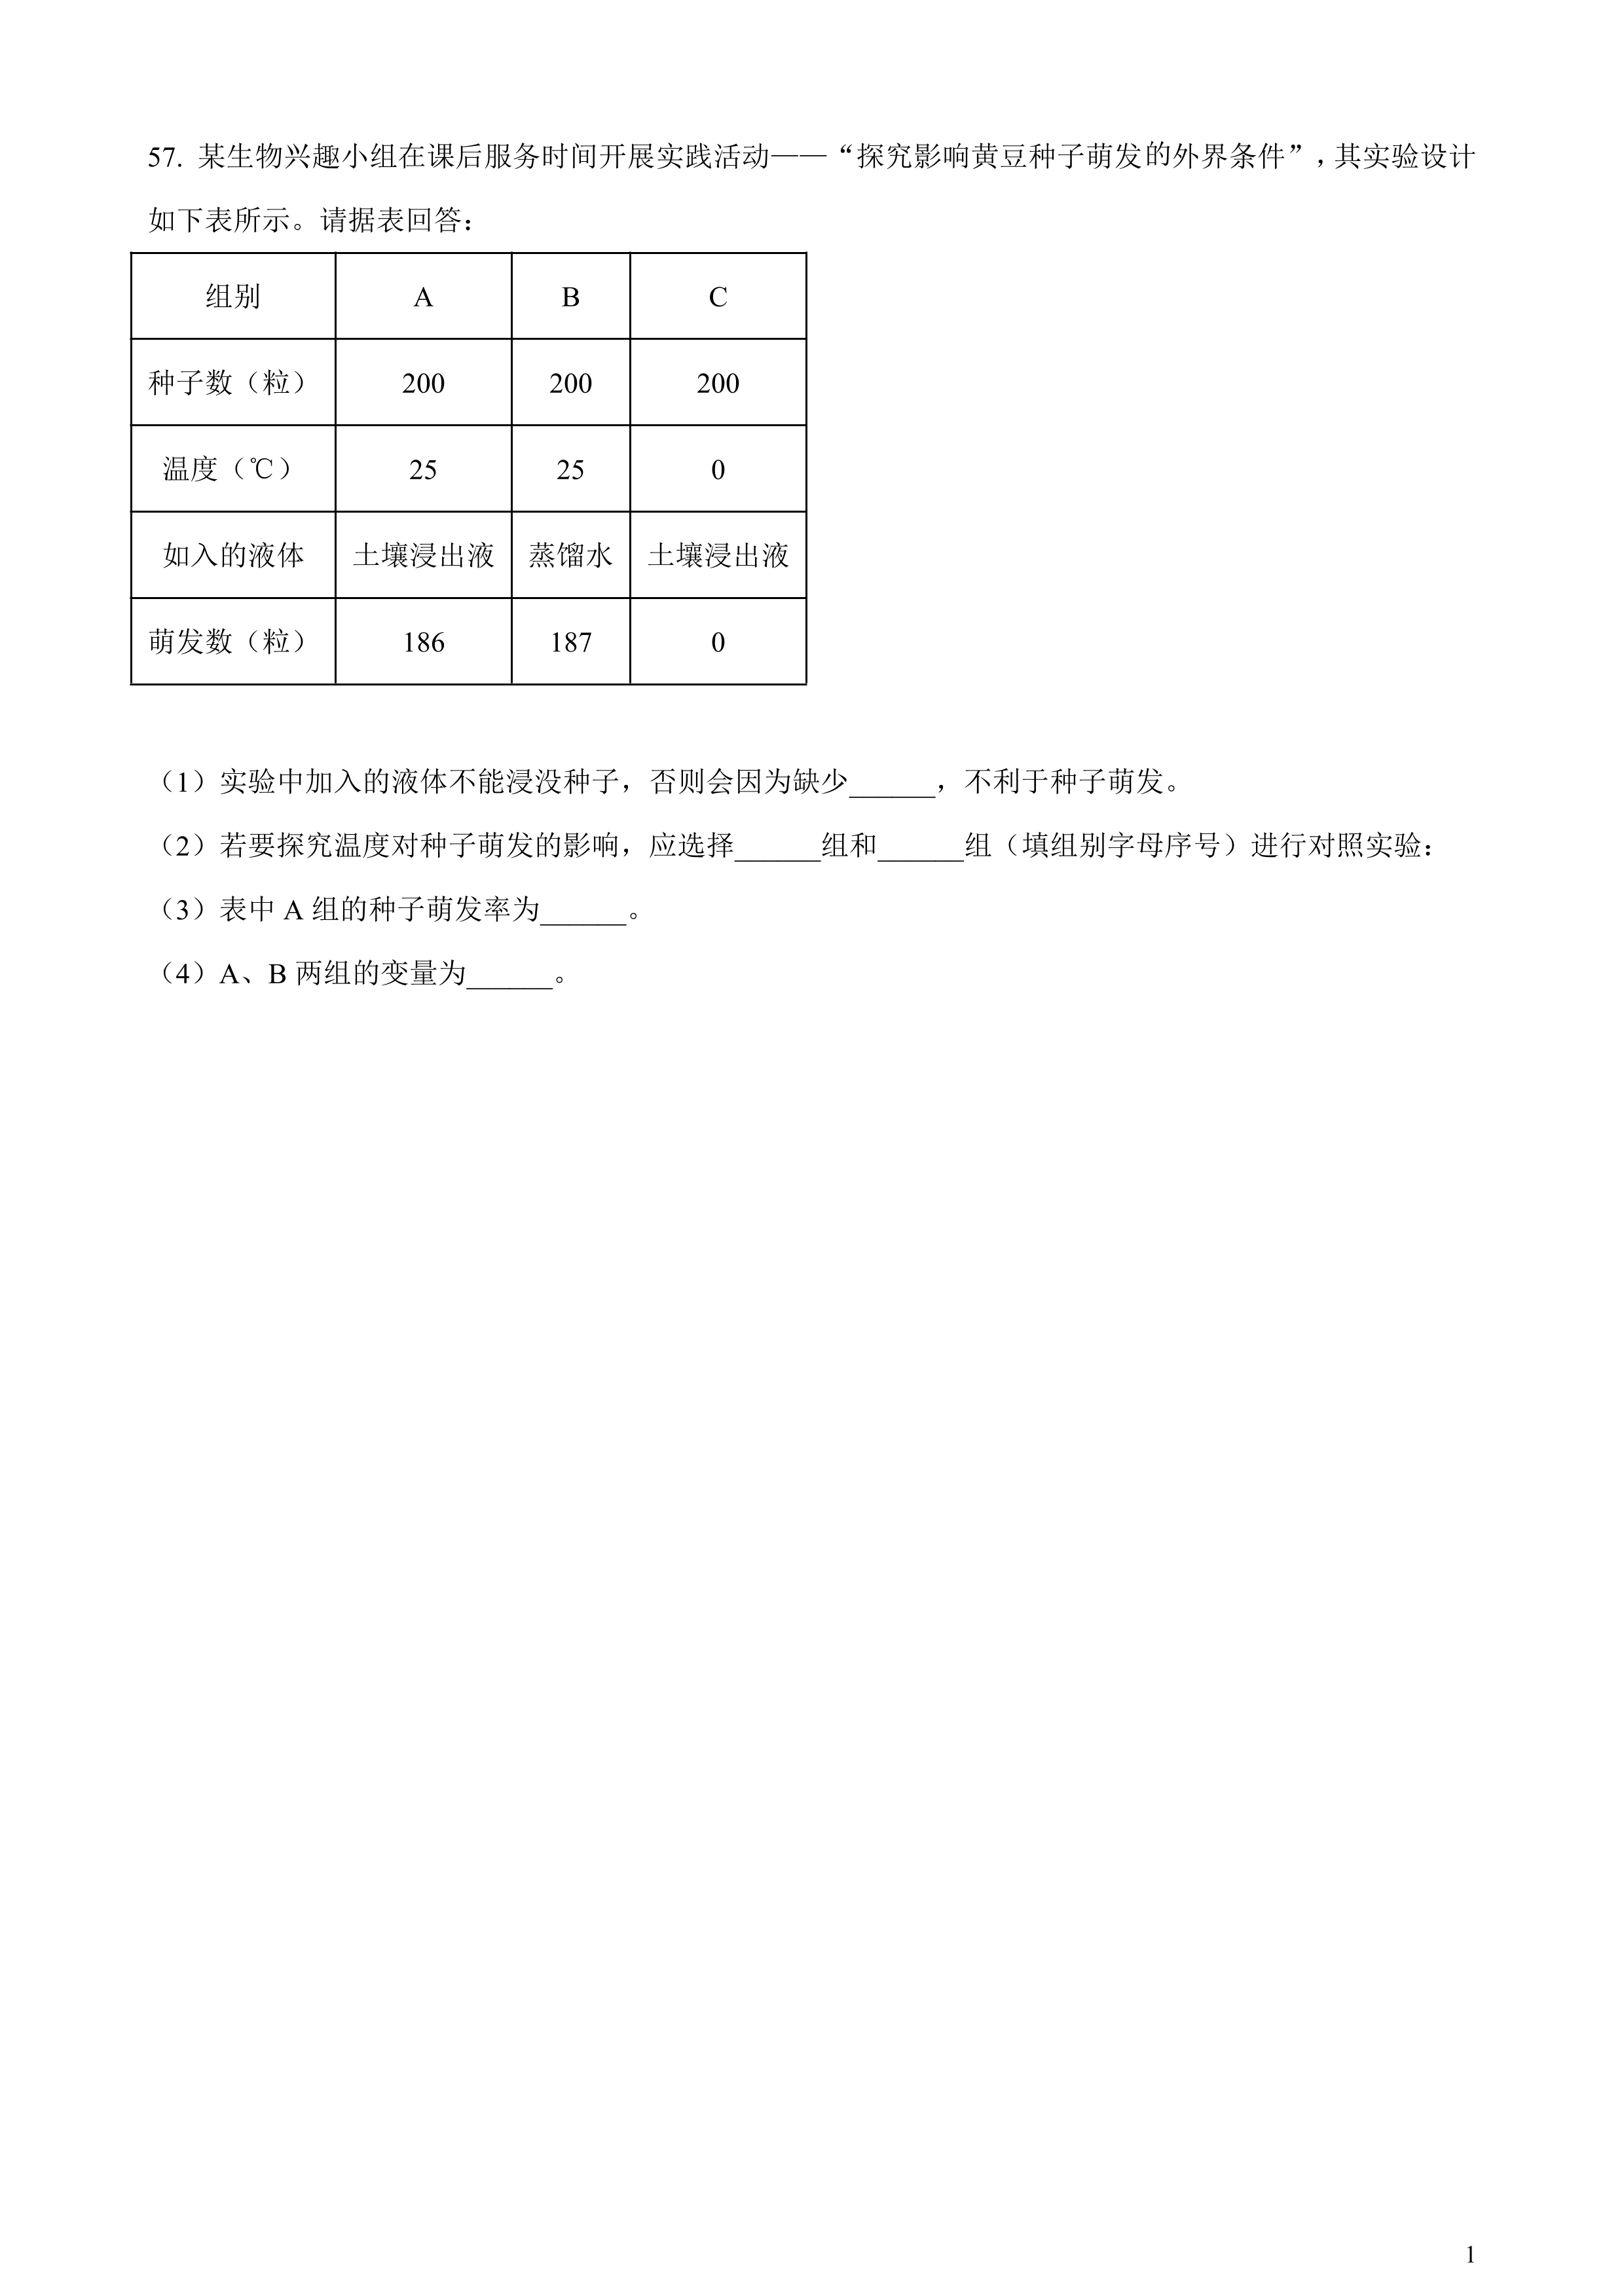 57. 某生物兴趣小组在课后服务时间开展实践活动——“探究影响黄豆种子萌发的外界条件”，其实验设计
如下表所示。请据表回答：
组别 A B C
种子数（粒） 200 200 200
温度（℃） 25 25 0
如入的液体 土壤浸出液 蒸馏水 土壤浸出液
萌发数（粒） 186 187 0
（1）实验中加入的液体不能浸没种子，否则会因为缺少______，不利于种子萌发。
（2）若要探究温度对种子萌发的影响，应选择______组和______组（填组别字母序号）进行对照实验：
（3）表中 A 组的种子萌发率为______。
（4）A、B 两组的变量为______。
1